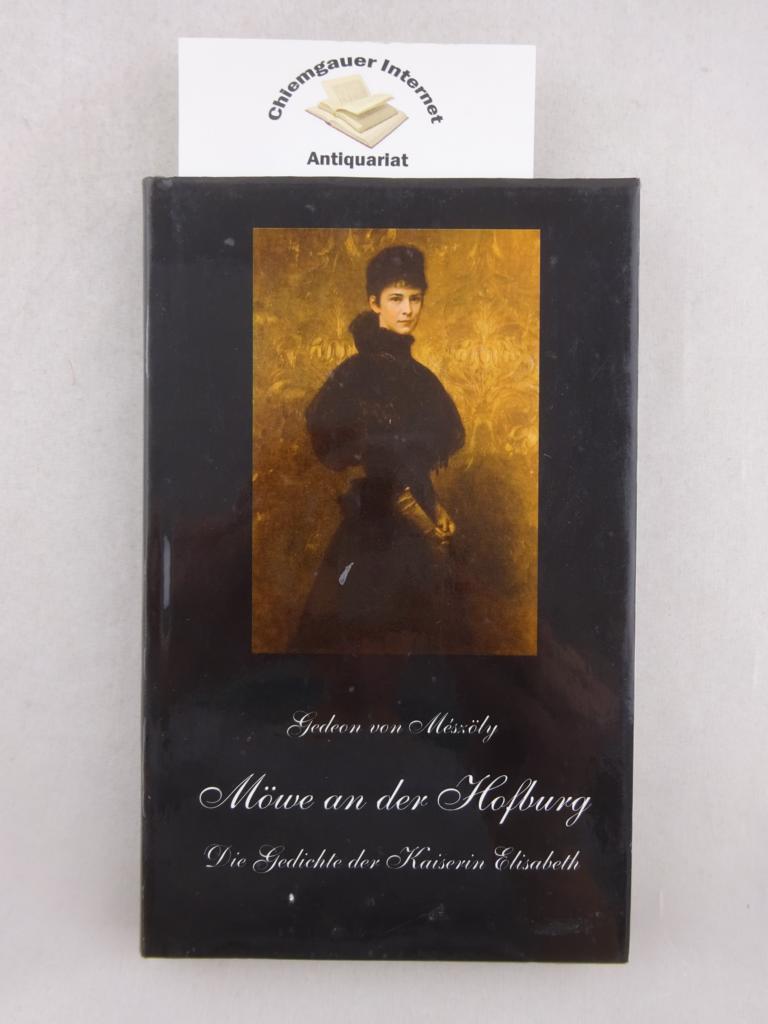 Chiemgauer Internet
Antiquariat
Gedeon von Mészöly
Möwe an der Hofburg
Die Gedichte der Kaiserin Elisabeth